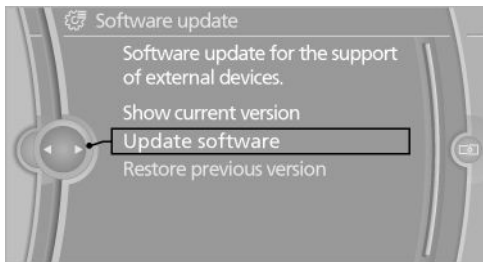 Software update
Software update for the support
of external devices.
Show current version
Update software
Restore previous version